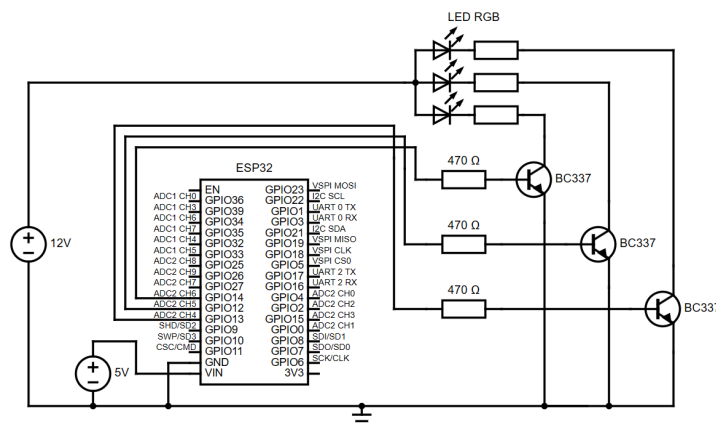 LED RGB
470 Ω
BC337
470 Ω
BC337
470 Ω
BC337
12V
5V
ESP32
EN GPIO23 VSPI MOSI
ADC1 CH0 GPIO36 GPIO22 I2C SCL
ADC1 CH3 GPIO39 GPIO1 UART 0 TX
ADC1 CH6 GPIO34 GPIO3 UART 0 RX
ADC1 CH7 GPIO35 GPIO21 I2C SDA
ADC1 CH4 GPIO32 GPIO19 VSPI MISO
ADC1 CH5 GPIO33 GPIO18 VSPI CLK
ADC2 CH8 GPIO25 GPIO5 VSPI CS0
ADC2 CH9 GPIO26 GPIO17 UART 2 TX
ADC2 CH7 GPIO27 GPIO16 UART 2 RX
ADC2 CH6 GPIO14 GPIO4 ADC2 CH0
ADC2 CH5 GPIO12 GPIO2 ADC2 CH2
ADC2 CH4 GPIO13 GPIO15 ADC2 CH3
SHD/SD2 GPIO9 GPIO0 ADC2 CH1
SWP/SD3 GPIO10 GPIO8 SDI/SD1
CSC/CMD GPIO11 GPIO7 SDO/SD0
GND GPIO6 SCK/CLK
VIN 3V3